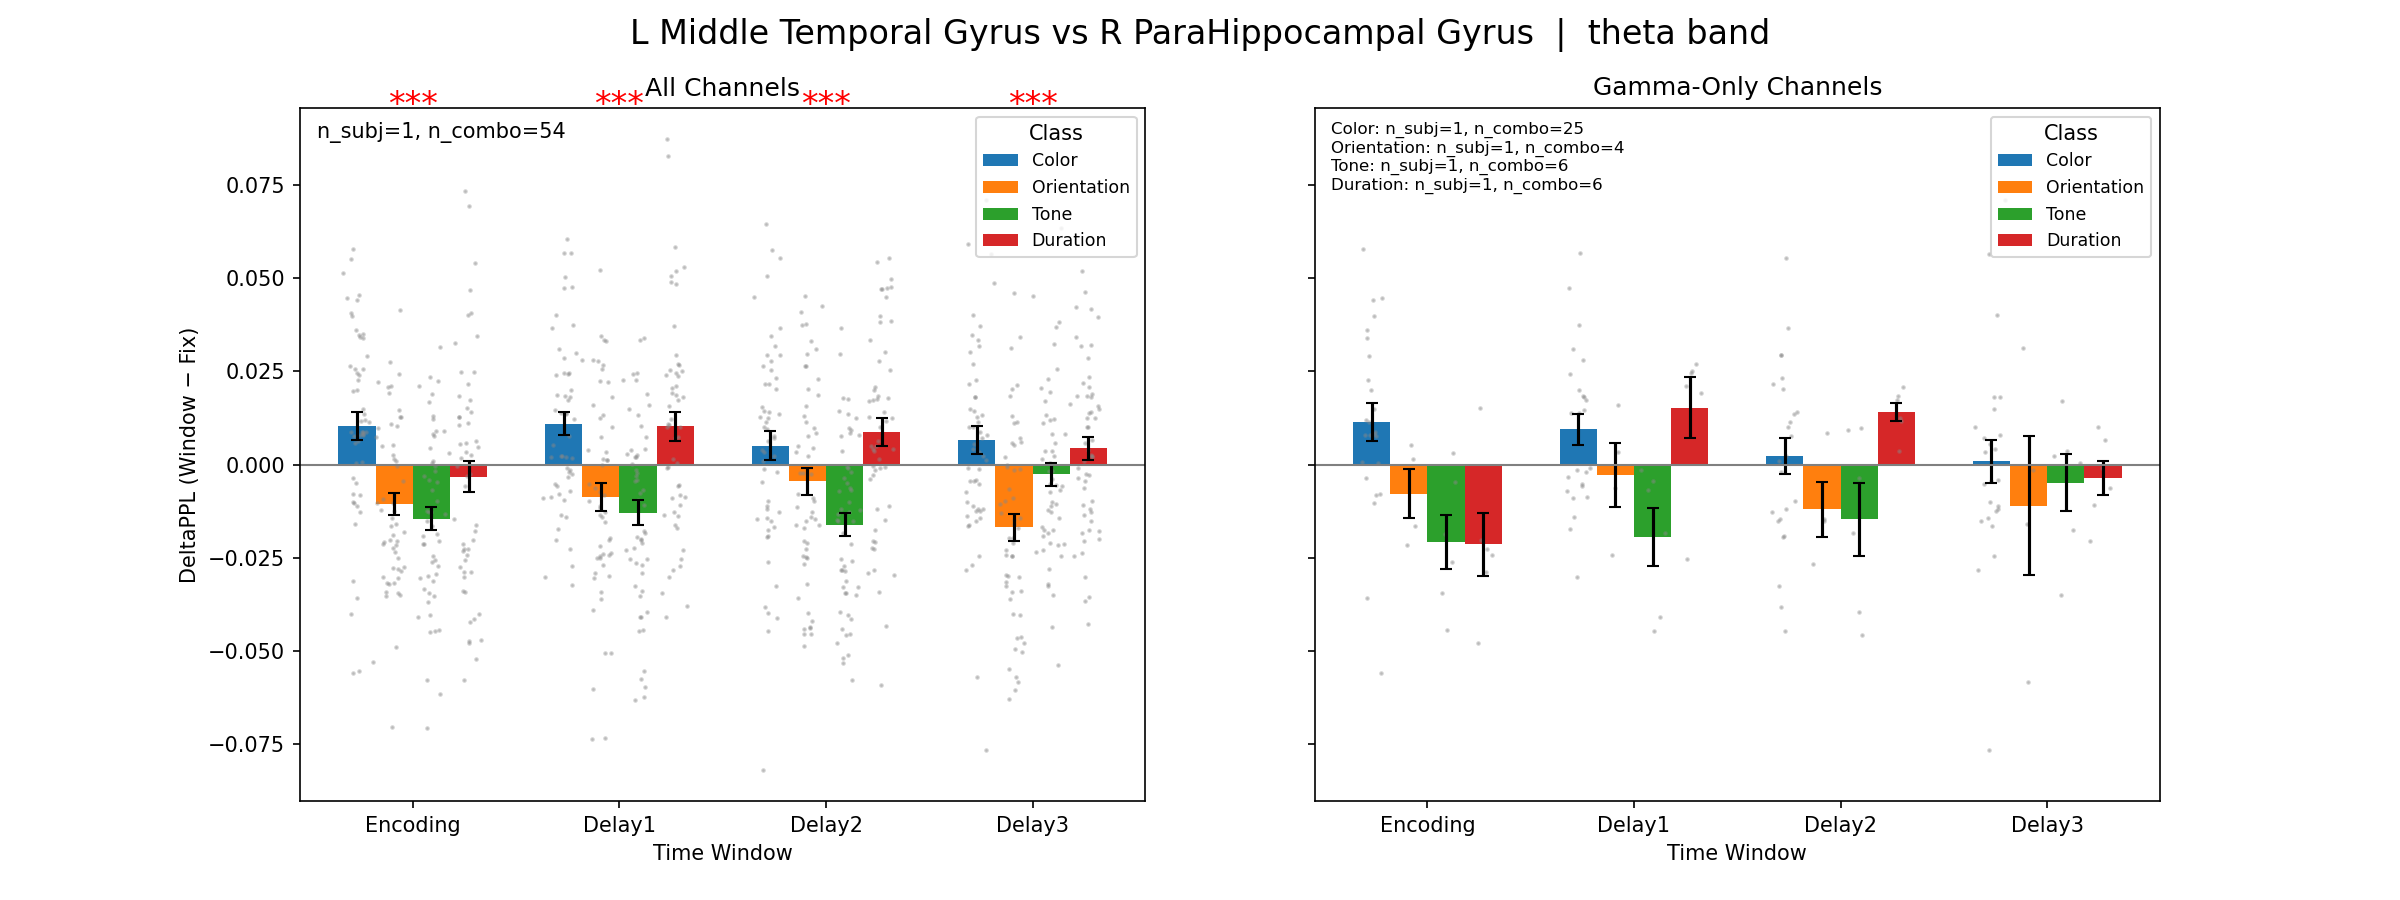 L Middle Temporal Gyrus vs R ParaHippocampal Gyrus | theta band
All Channels
*** *** *** ***
n_subj=1, n_combo=54
Class
Color
Orientation
Tone
Duration
0.075
0.050
0.025
0.000
−0.025
−0.050
−0.075
DeltaPPL (Window − Fix)
Encoding Delay1 Delay2 Delay3
Time Window
Gamma-Only Channels
Color: n_subj=1, n_combo=25
Orientation: n_subj=1, n_combo=4
Tone: n_subj=1, n_combo=6
Duration: n_subj=1, n_combo=6
Class
Color
Orientation
Tone
Duration
Encoding Delay1 Delay2 Delay3
Time Window